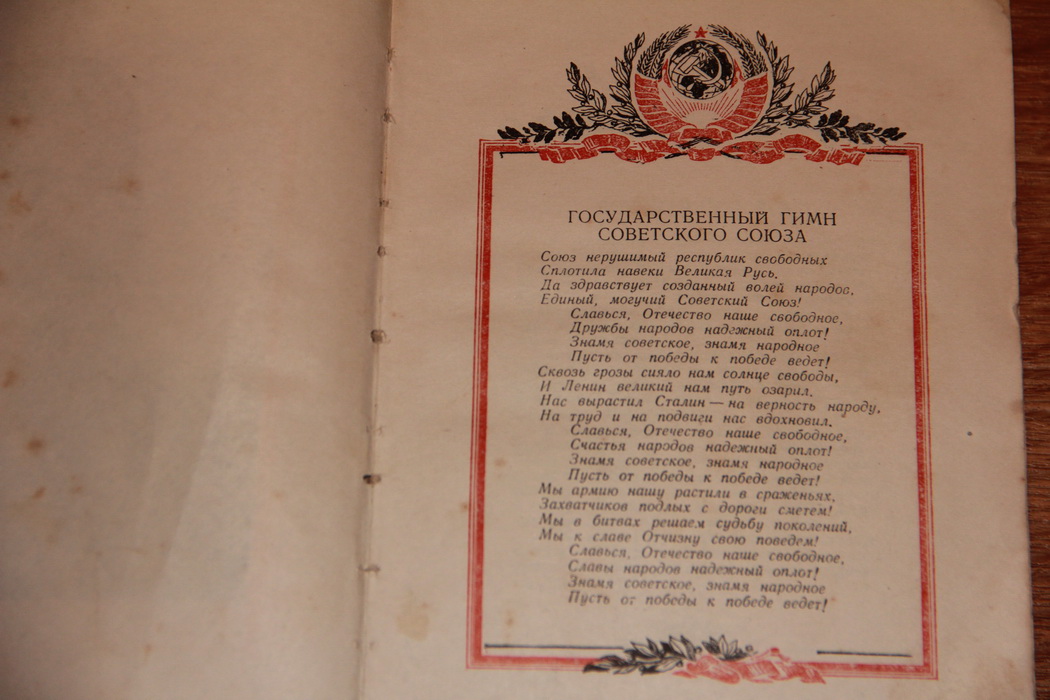 ГОСУДАРСТВЕННЫЙ ГИМН
СОВЕТСКОГО СОЮЗА
Союз нерушимый республик свободных
Сплотила навеки Великая Русь.
Да здравствует созданный волей народов,
Единый, могучий Советский Союз!
Славься, Отечество наше свободное,
Дружбы народов надежный оплот!
Знамя советское, знамя народное
Пусть от победы к победе ведет!
Сквозь грозы сияло нам солнце свободы,
И Ленин великий нам путь озарил.
Нас вырастил Сталин — на верность народу,
На труд и на подвиги нас вдохновил.
Славься, Отечество наше свободное,
Счастья народов надежный оплот!
Знамя советское, знамя народное
Пусть от победы к победе ведет!
Мы армию нашу растили в сраженьях,
Захватчиков подлых с дороги сметем!
Мы в битвах решаем судьбу поколений,
Мы к славе Отчизну свою поведем!
Славься, Отечество наше свободное,
Славы народов надежный оплот!
Знамя советское, знамя народное
Пусть от победы к победе ведет!